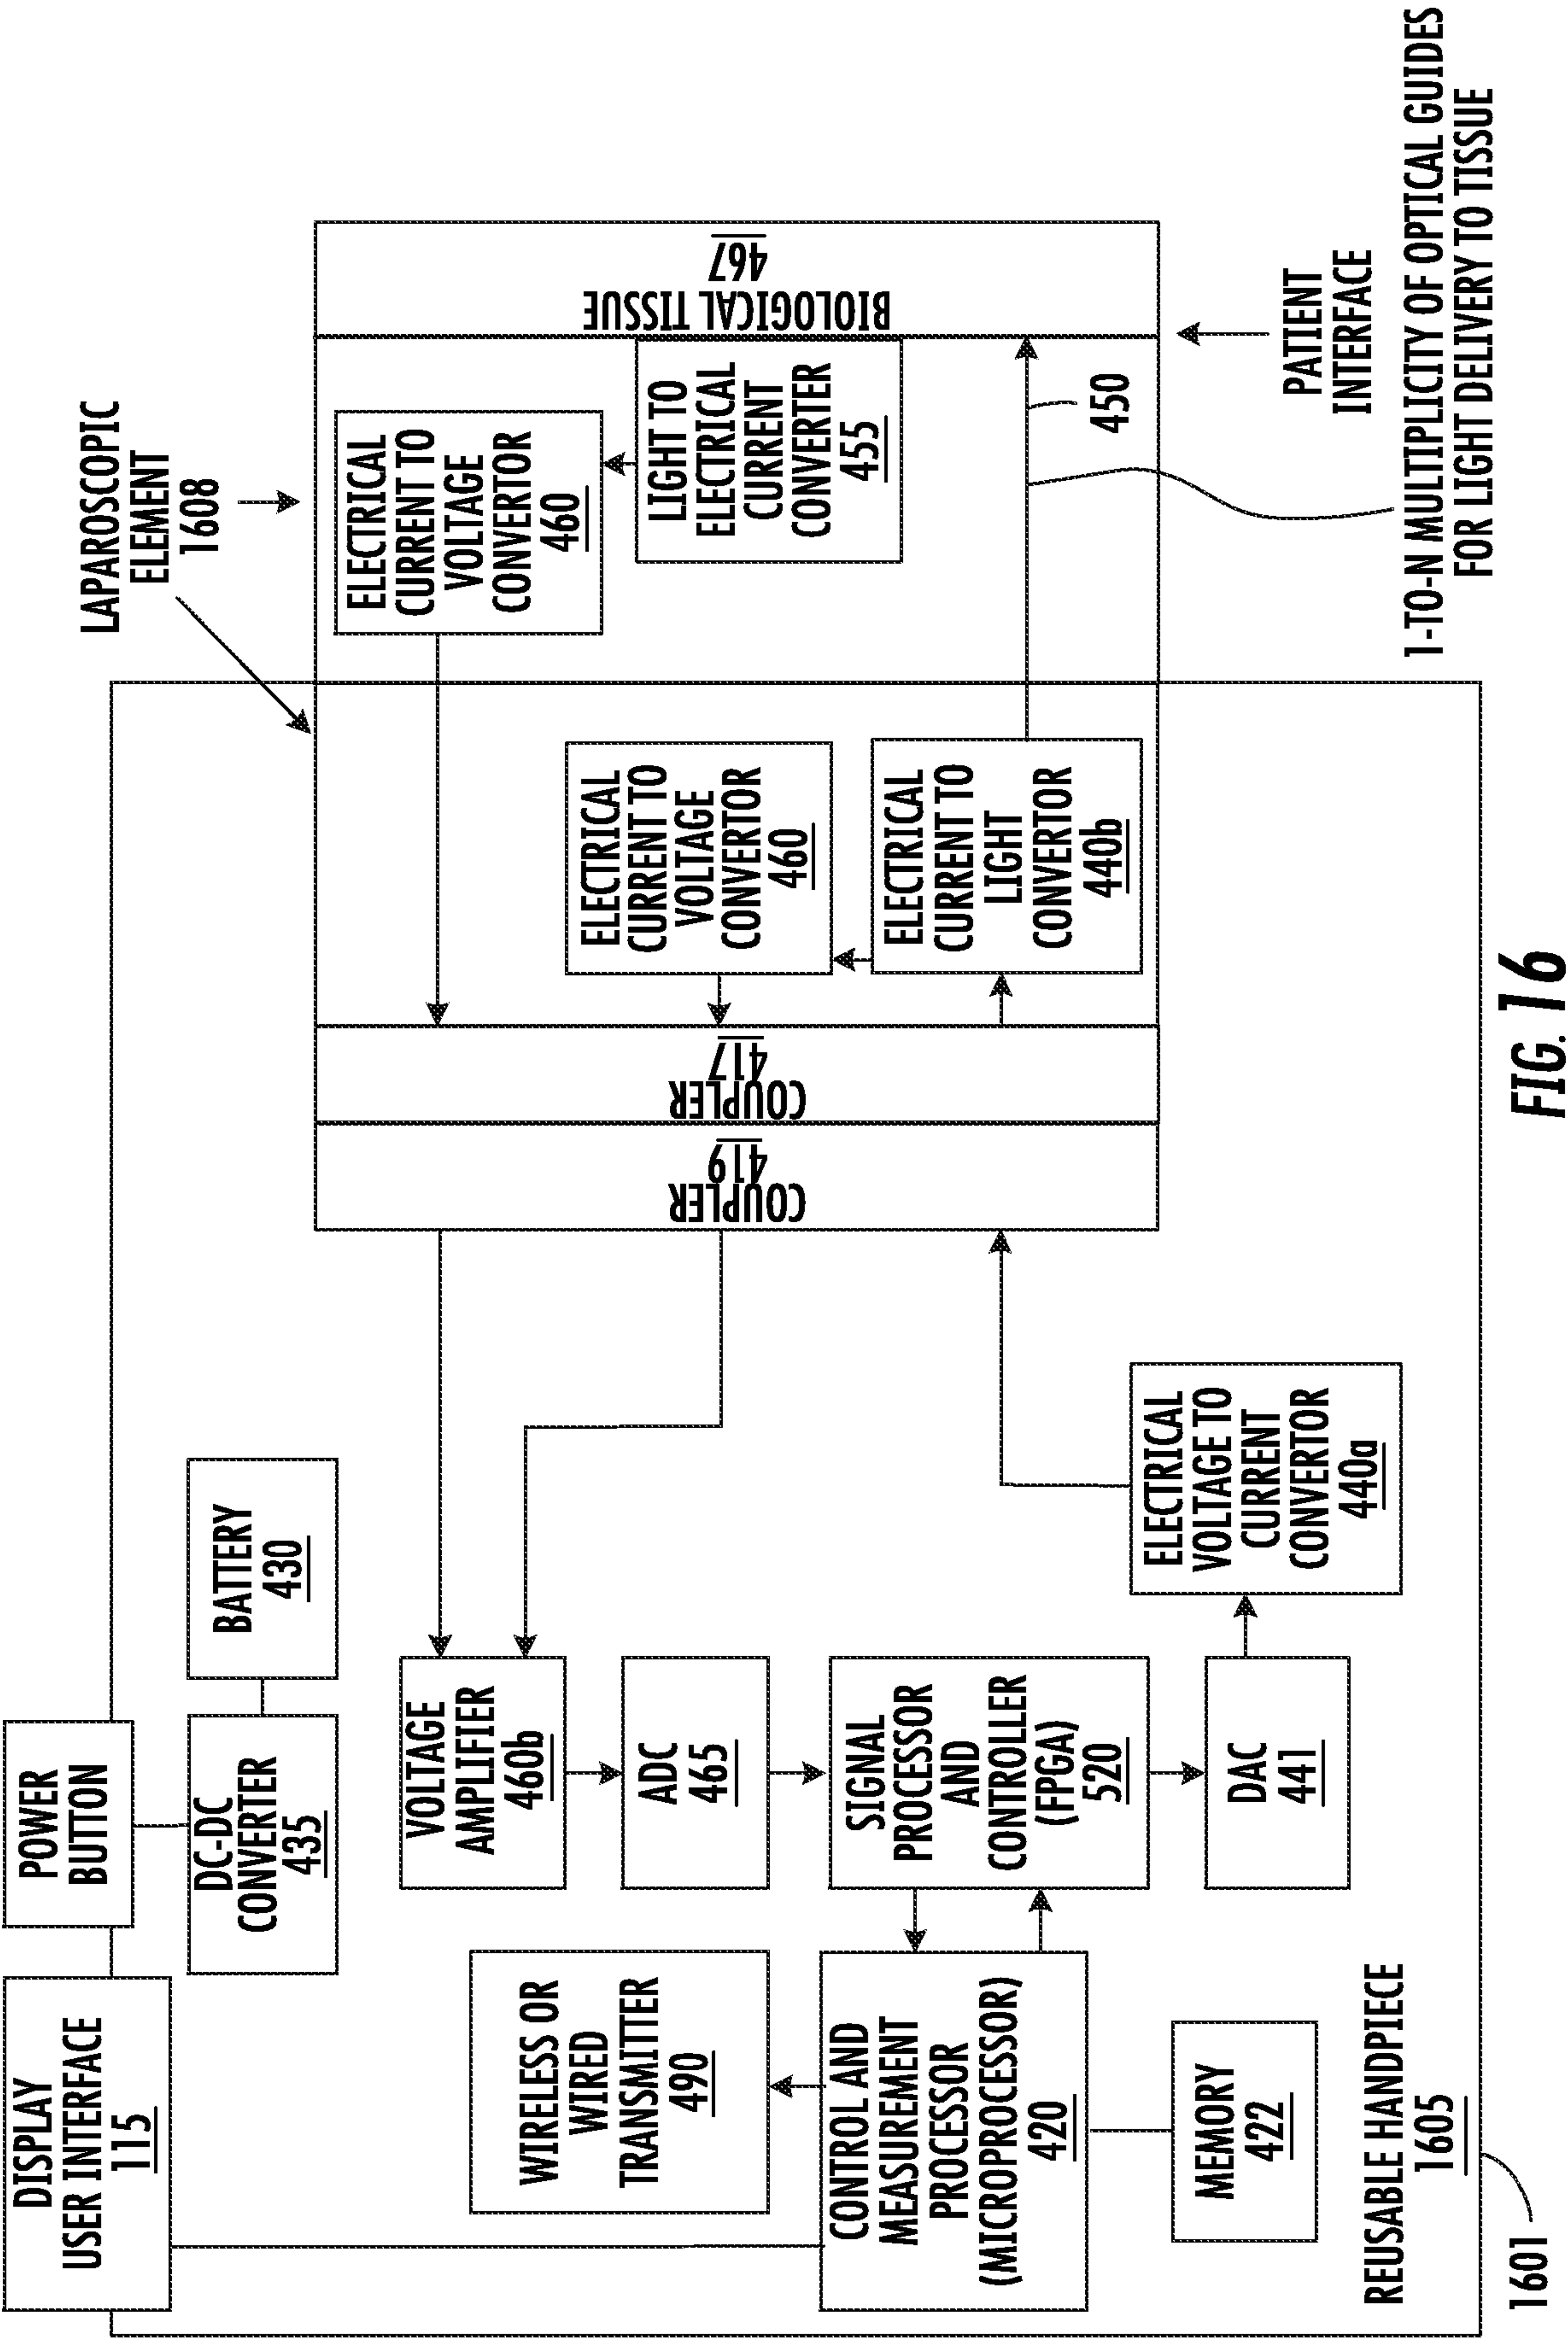 DISPLAY
USER INTERFACE
115
POWER
BUTTON
DC-DC
CONVERTER
435
BATTERY
430
LAPAROSCOPIC
ELEMENT
1608
WIRELESS OR
WIRED
TRANSMITTER
490
VOLTAGE
AMPLIFIER
460b
ADC
465
CONTROL AND
MEASUREMENT
PROCESSOR
(MICROPROCESSOR)
420
SIGNAL
PROCESSOR
AND
CONTROLLER
(FPGA)
520
MEMORY
422
DAC
441
ELECTRICAL
VOLTAGE TO
CURRENT
CONVERTOR
440a
COUPLER
419
COUPLER
417
ELECTRICAL
CURRENT TO
VOLTAGE
CONVERTOR
460
ELECTRICAL
CURRENT TO
LIGHT
CONVERTOR
440b
ELECTRICAL
CURRENT TO
VOLTAGE
CONVERTOR
460
LIGHT TO
ELECTRICAL
CURRENT
CONVERTER
455
BIOLOGICAL TISSUE
467
450
PATIENT
INTERFACE
1-TO-N MULTIPLICITY OF OPTICAL GUIDES
FOR LIGHT DELIVERY TO TISSUE
REUSABLE HANDPIECE
1605
1601
FIG. 16